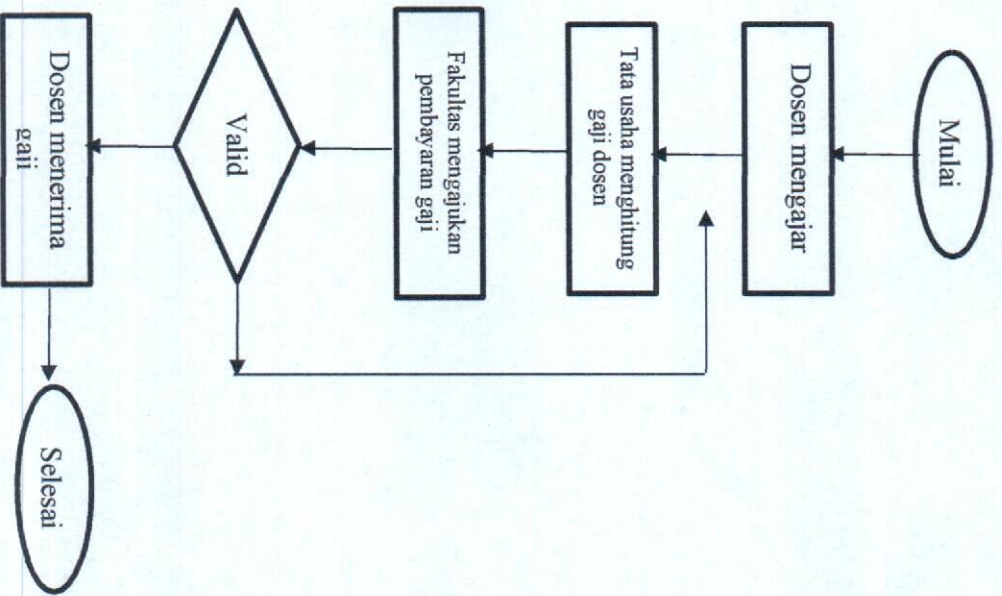 Mulai
Dosen mengajar
Tata usaha menghitung
gaji dosen
Fakultas mengajukan
pembayaran gaji
Valid
Dosen menerima
gaji
Selesai